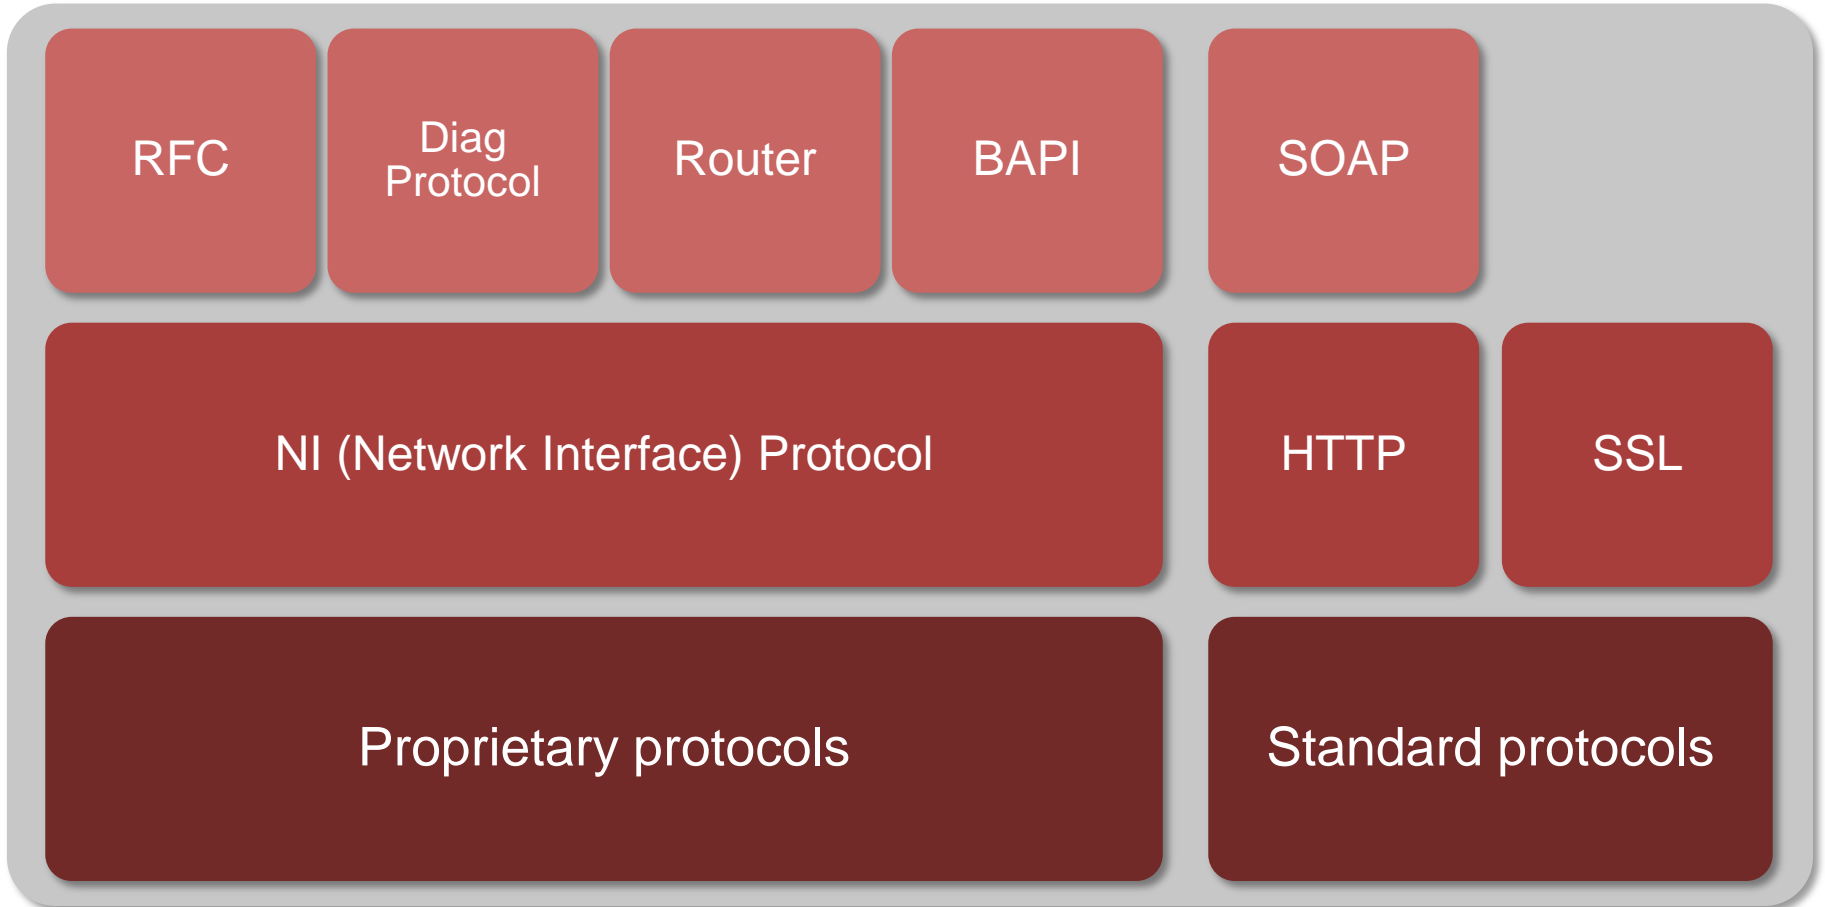 RFC
Diag
Protocol
Router
BAPI
SOAP
NI (Network Interface) Protocol
HTTP
SSL
Proprietary protocols
Standard protocols